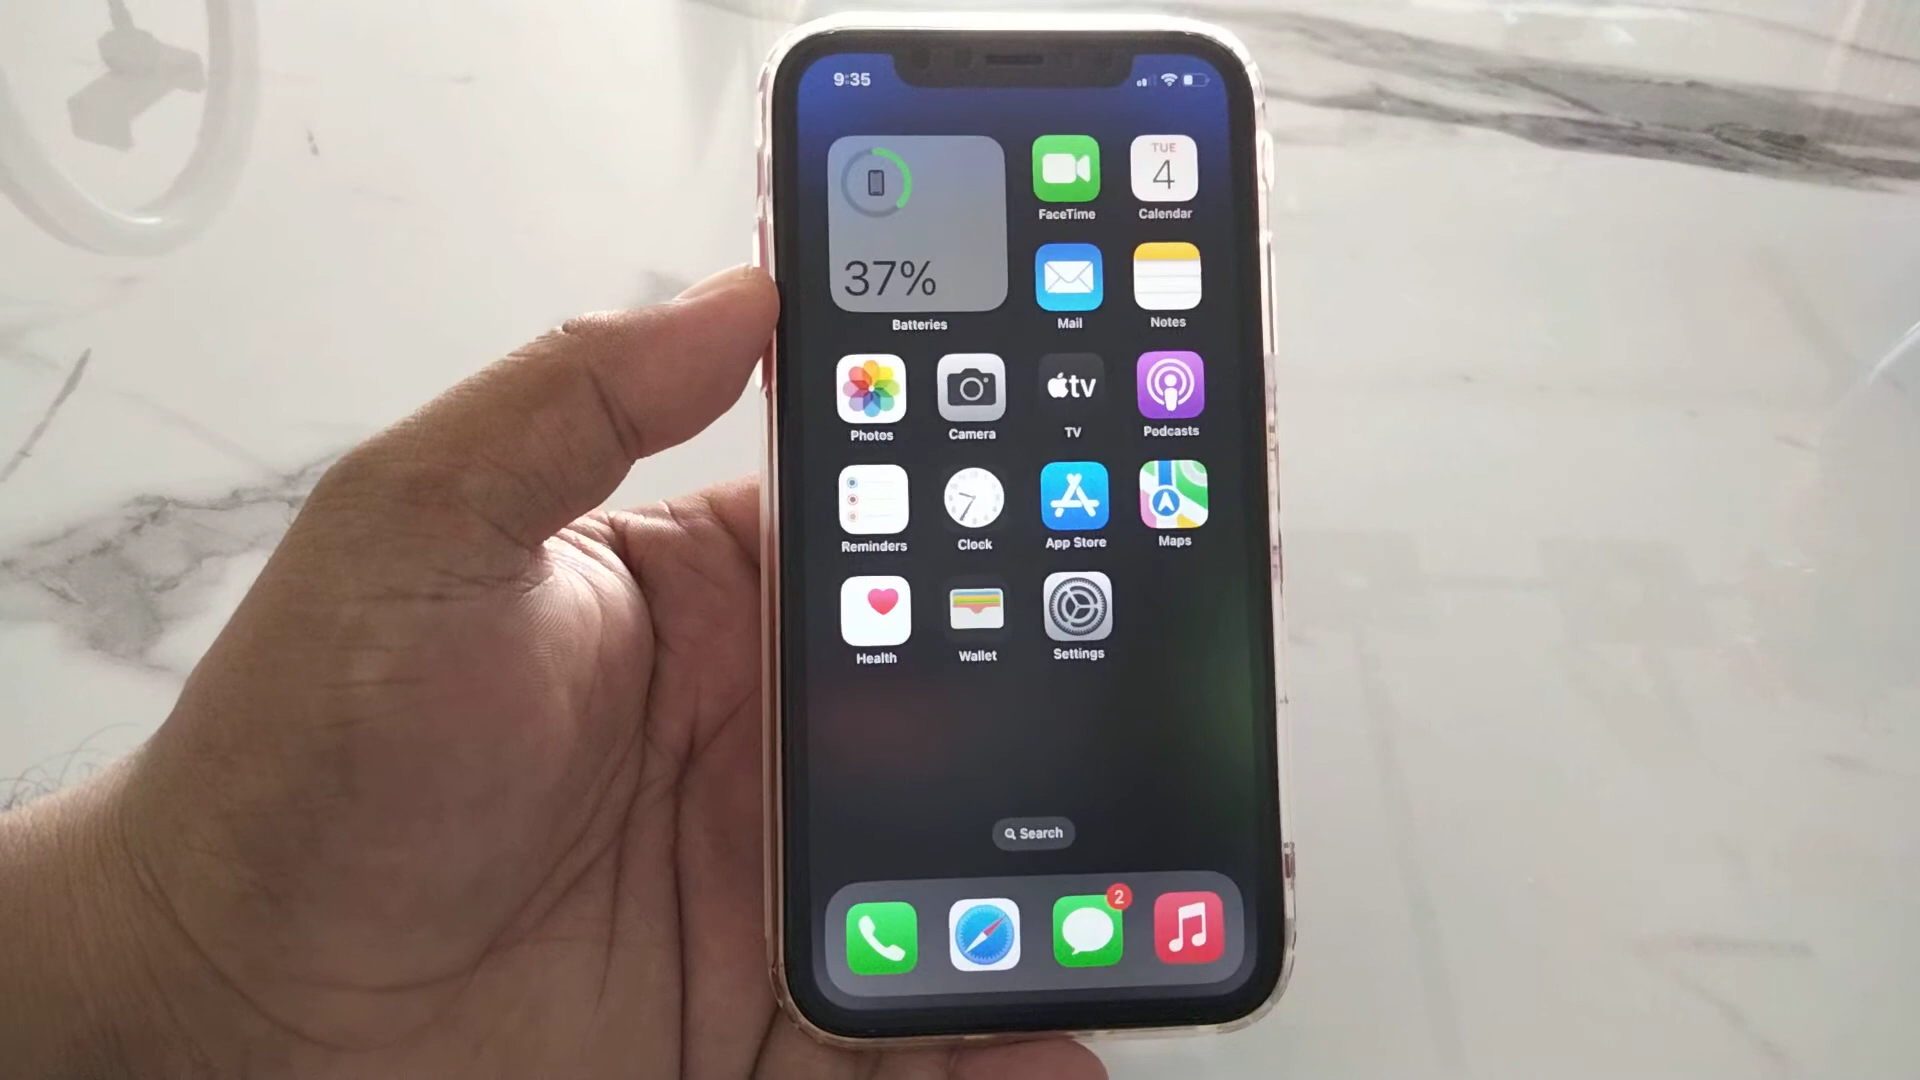 9:35
37%
Batteries
FaceTime
TUE
4
Calendar
Mail
Notes
Photos
Camera
tv
TV
Podcasts
Reminders
Clock
App Store
Maps
Health
Wallet
Settings
Search
2